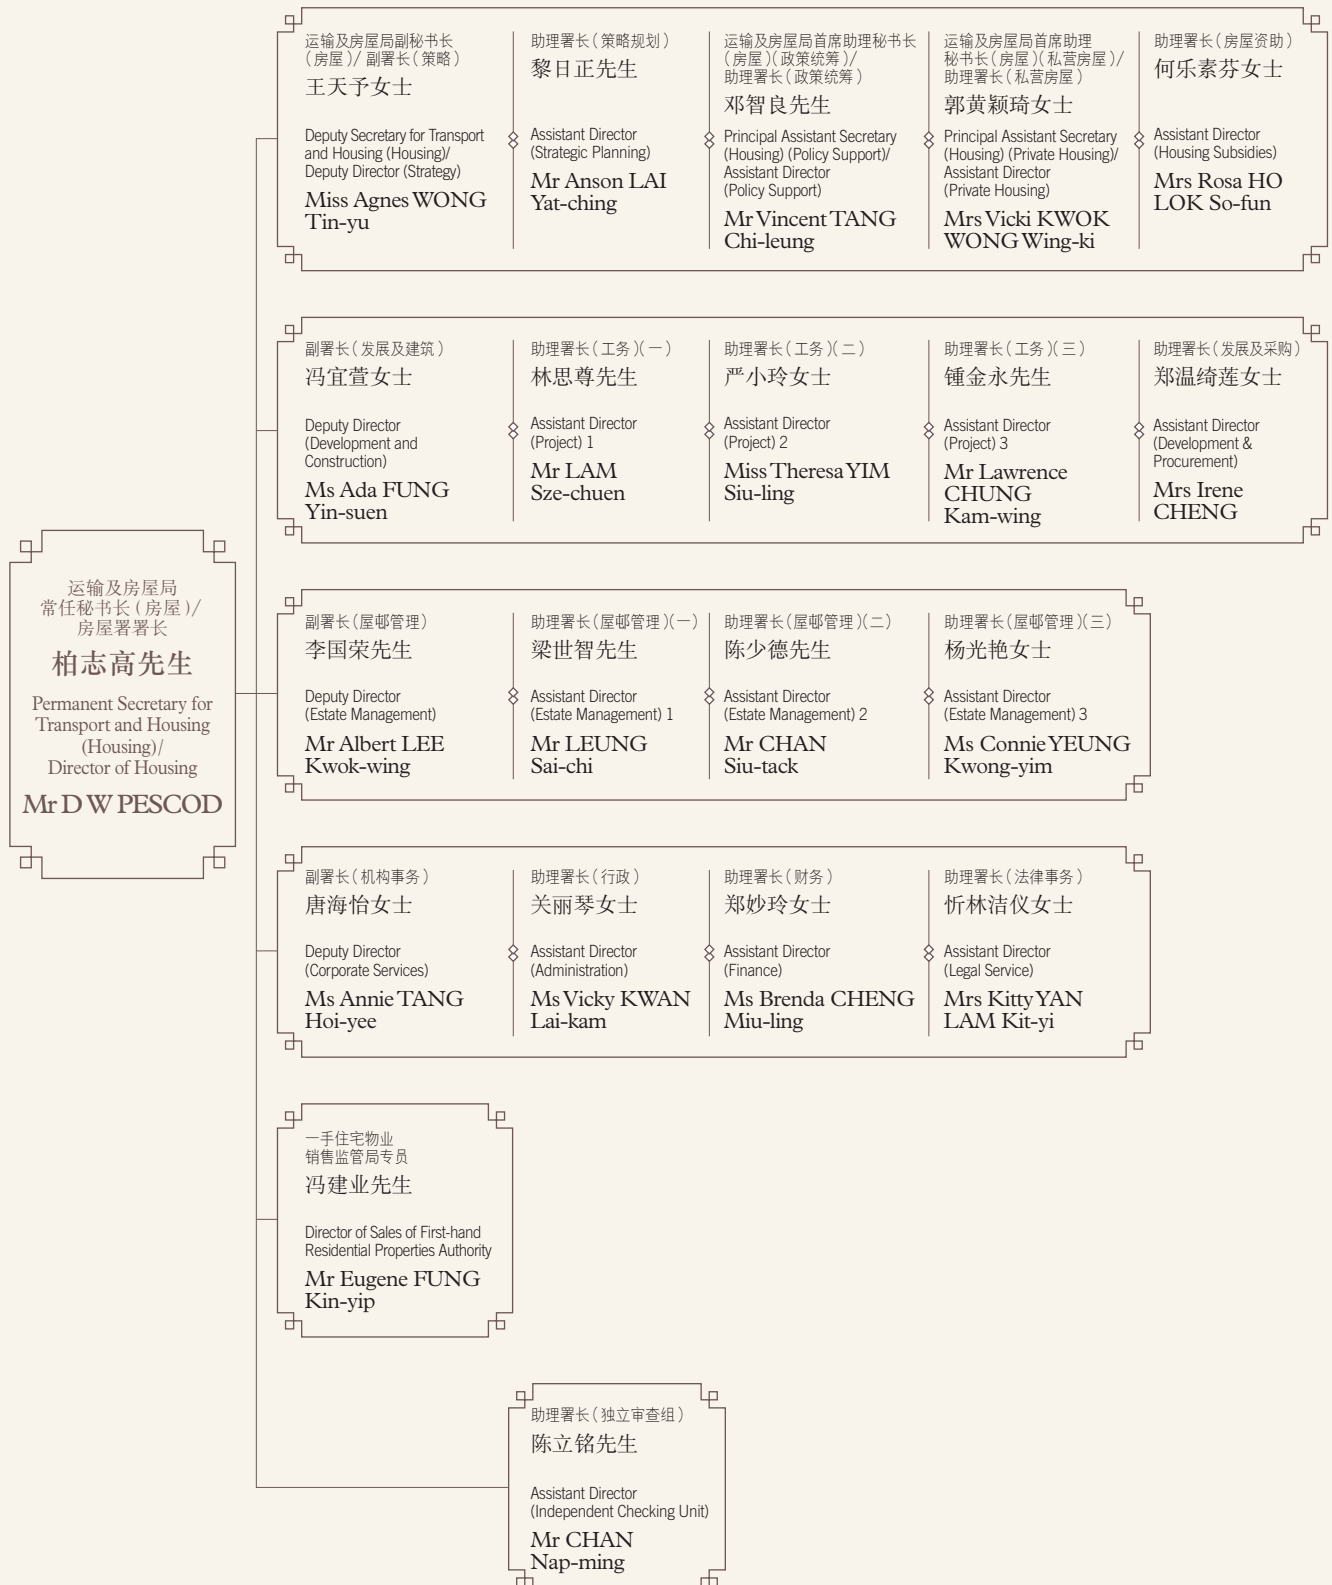 运输及房屋局
常任秘书长(房屋)/
房屋署署长
柏志高先生
Permanent Secretary for
Transport and Housing
(Housing)/
Director of Housing
Mr D W PESCOD
运输及房屋局副秘书长
(房屋)/ 副署长(策略)
王天予女士
Deputy Secretary for Transport
and Housing (Housing)/
Deputy Director (Strategy)
Miss Agnes WONG
Tin-yu
助理署长(策略规划)
黎日正先生
Assistant Director
(Strategic Planning)
Mr Anson LAI
Yat-ching
运输及房屋局首席助理秘书长
(房屋)(政策统筹)/
助理署长(政策统筹)
邓智良先生
Principal Assistant Secretary
(Housing) (Policy Support)/
Assistant Director
(Policy Support)
Mr Vincent TANG
Chi-leung
运输及房屋局首席助理
秘书长(房屋)(私营房屋)/
助理署长(私营房屋)
郭黄颖琦女士
Principal Assistant Secretary
(Housing) (Private Housing)/
Assistant Director
(Private Housing)
Mrs Vicki KWOK
WONG Wing-ki
助理署长(房屋资助)
何乐素芬女士
Assistant Director
(Housing Subsidies)
Mrs Rosa HO
LOK So-fun
副署长(发展及建筑)
冯宜萱女士
Deputy Director
(Development and
Construction)
Ms Ada FUNG
Yin-suen
助理署长(工务)(一)
林思尊先生
Assistant Director
(Project) 1
Mr LAM
Sze-chuen
助理署长(工务)(二)
严小玲女士
Assistant Director
(Project) 2
Miss Theresa YIM
Siu-ling
助理署长(工务)(三)
锺金永先生
Assistant Director
(Project) 3
Mr Lawrence
CHUNG
Kam-wing
助理署长(发展及采购)
郑温绮莲女士
Assistant Director
(Development &
Procurement)
Mrs Irene
CHENG
副署长(屋邨管理)
李国荣先生
Deputy Director
(Estate Management)
Mr Albert LEE
Kwok-wing
助理署长(屋邨管理)(一)
梁世智先生
Assistant Director
(Estate Management) 1
Mr LEUNG
Sai-chi
助理署长(屋邨管理)(二)
陈少德先生
Assistant Director
(Estate Management) 2
Mr CHAN
Siu-tack
助理署长(屋邨管理)(三)
杨光艳女士
Assistant Director
(Estate Management) 3
Ms Connie YEUNG
Kwong-yim
副署长(机构事务)
唐海怡女士
Deputy Director
(Corporate Services)
Ms Annie TANG
Hoi-yee
助理署长(行政)
关丽琴女士
Assistant Director
(Administration)
Ms Vicky KWAN
Lai-kam
助理署长(财务)
郑妙玲女士
Assistant Director
(Finance)
Ms Brenda CHENG
Miu-ling
助理署长(法律事务)
忻林洁仪女士
Assistant Director
(Legal Service)
Mrs Kitty YAN
LAM Kit-yi
一手住宅物业
销售监管局专员
冯建业先生
Director of Sales of First-hand
Residential Properties Authority
Mr Eugene FUNG
Kin-yip
助理署长(独立审查组)
陈立铭先生
Assistant Director
(Independent Checking Unit)
Mr CHAN
Nap-ming